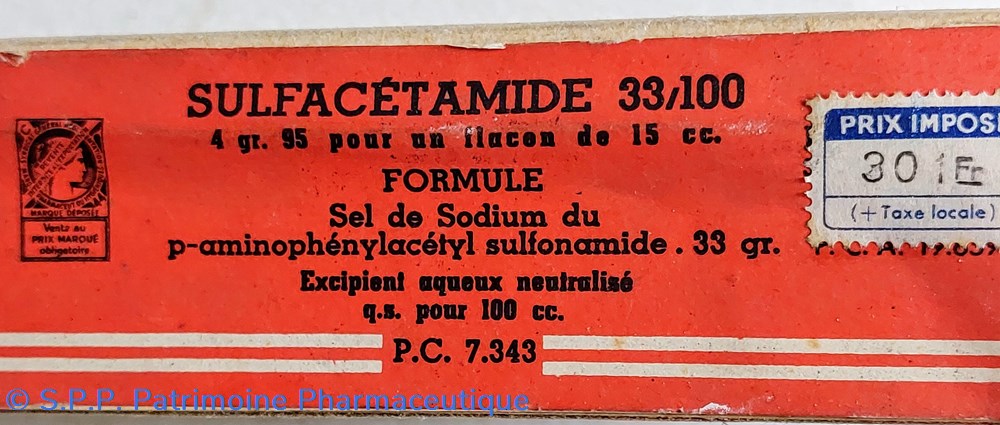 SULFACÉTAMIDE 33/100
4 gr. 95 pour un flacon de 15 cc.
FORMULE
Sel de Sodium du
p-aminophénylacétyl sulfonamide . 33 gr.
Excipient aqueux neutralisé
q.s. pour 100 cc.
P.C. 7.343
MARQUE DÉPOSÉE
Vente au
PRIX MARQUÉ
obligatoire
PRIX IMPOS
301 Fr
(+ Taxe locale)
© S.P.P. Patrimoine Pharmaceutique